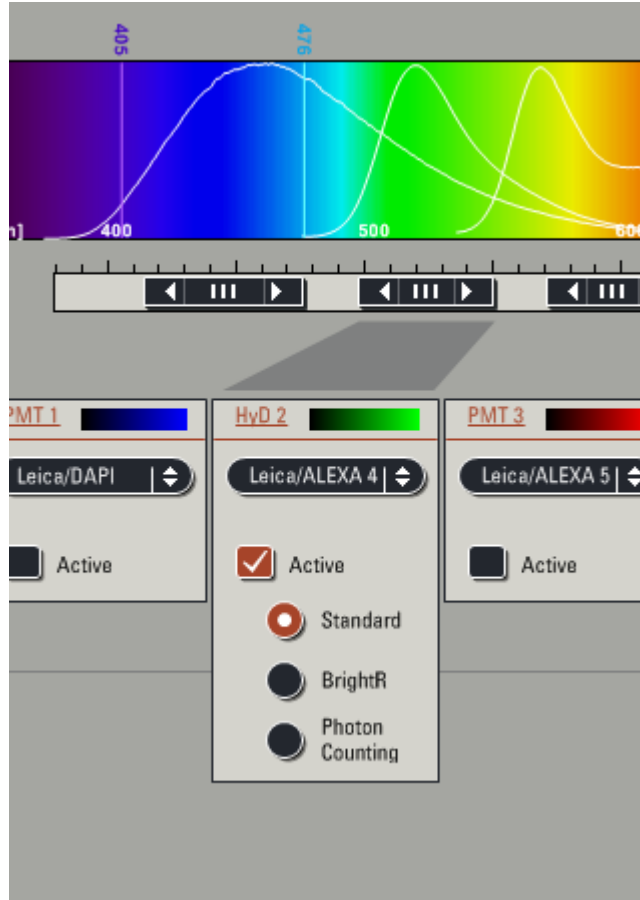 405
476
m]
400
500
600
PMT 1
HyD 2
PMT 3
Leica/DAPI
Leica/ALEXA 4
Leica/ALEXA 5
Active
Active
Active
Standard
BrightR
Photon
Counting